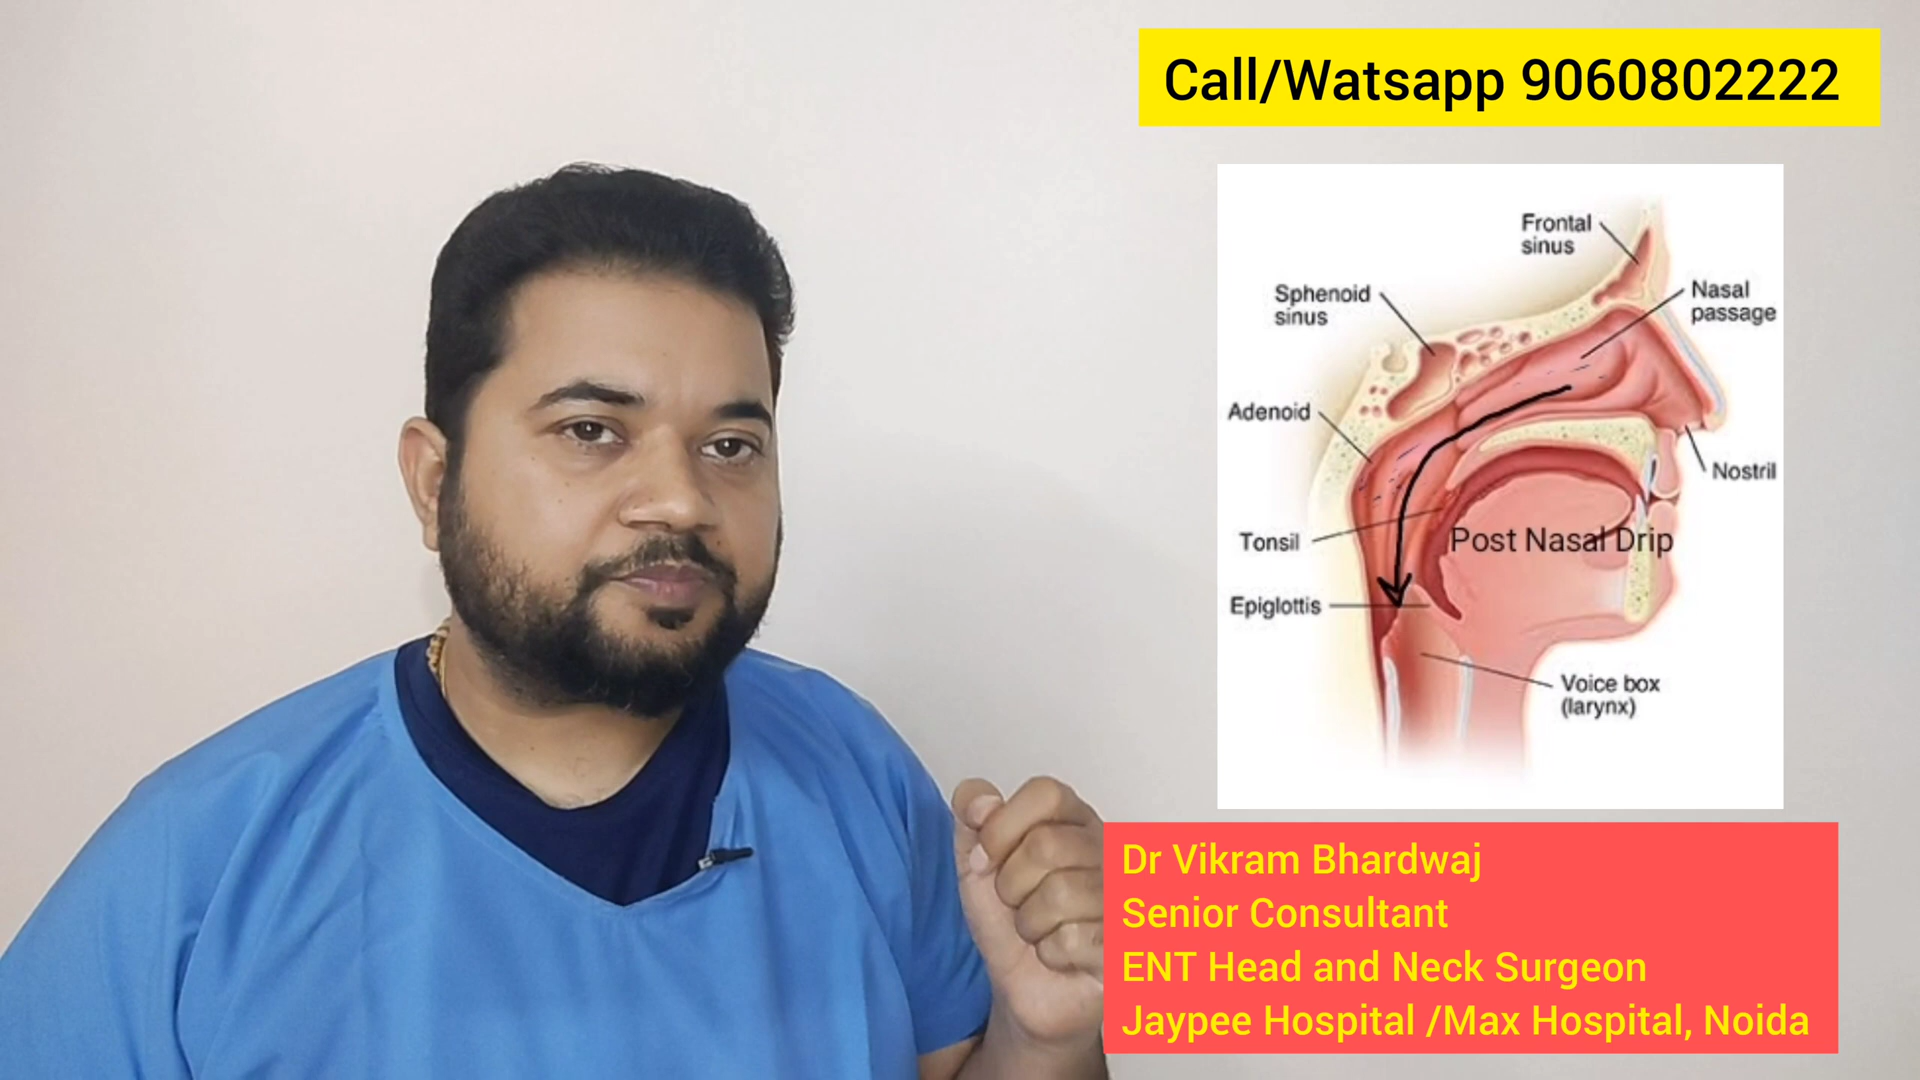 Call/Watsapp 9060802222
Frontal
sinus
Sphenoid
sinus
Nasal
passage
Adenoid
Nostril
Tonsil
Post Nasal Drip
Epiglottis
Voice box
(larynx)
Dr Vikram Bhardwaj
Senior Consultant
ENT Head and Neck Surgeon
Jaypee Hospital /Max Hospital, Noida